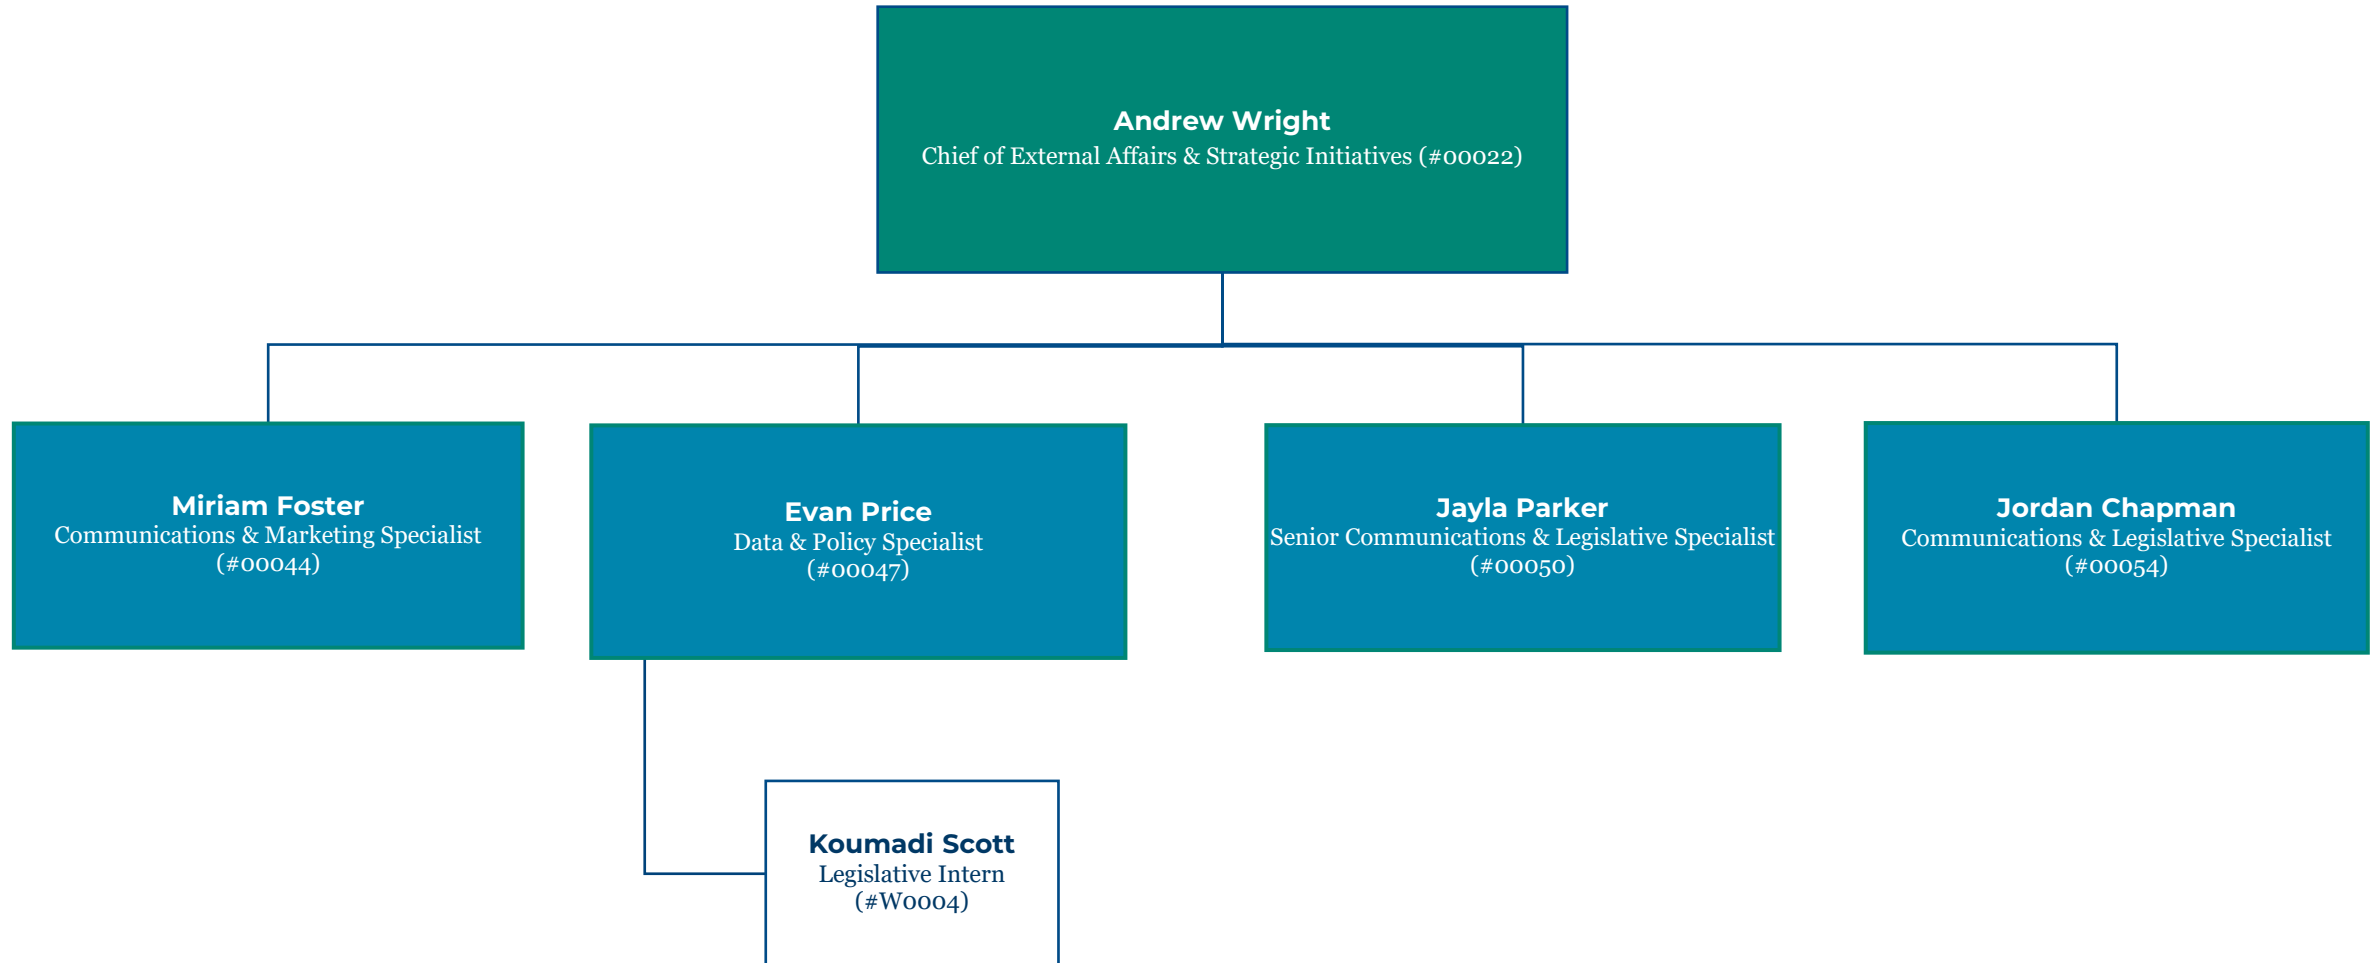 Andrew Wright
Chief of External Affairs & Strategic Initiatives (#00022)
Miriam Foster
Communications & Marketing Specialist
(#00044)
Evan Price
Data & Policy Specialist
(#00047)
Jayla Parker
Senior Communications & Legislative Specialist
(#00050)
Jordan Chapman
Communications & Legislative Specialist
(#00054)
Koumadi Scott
Legislative Intern
(#W0004)